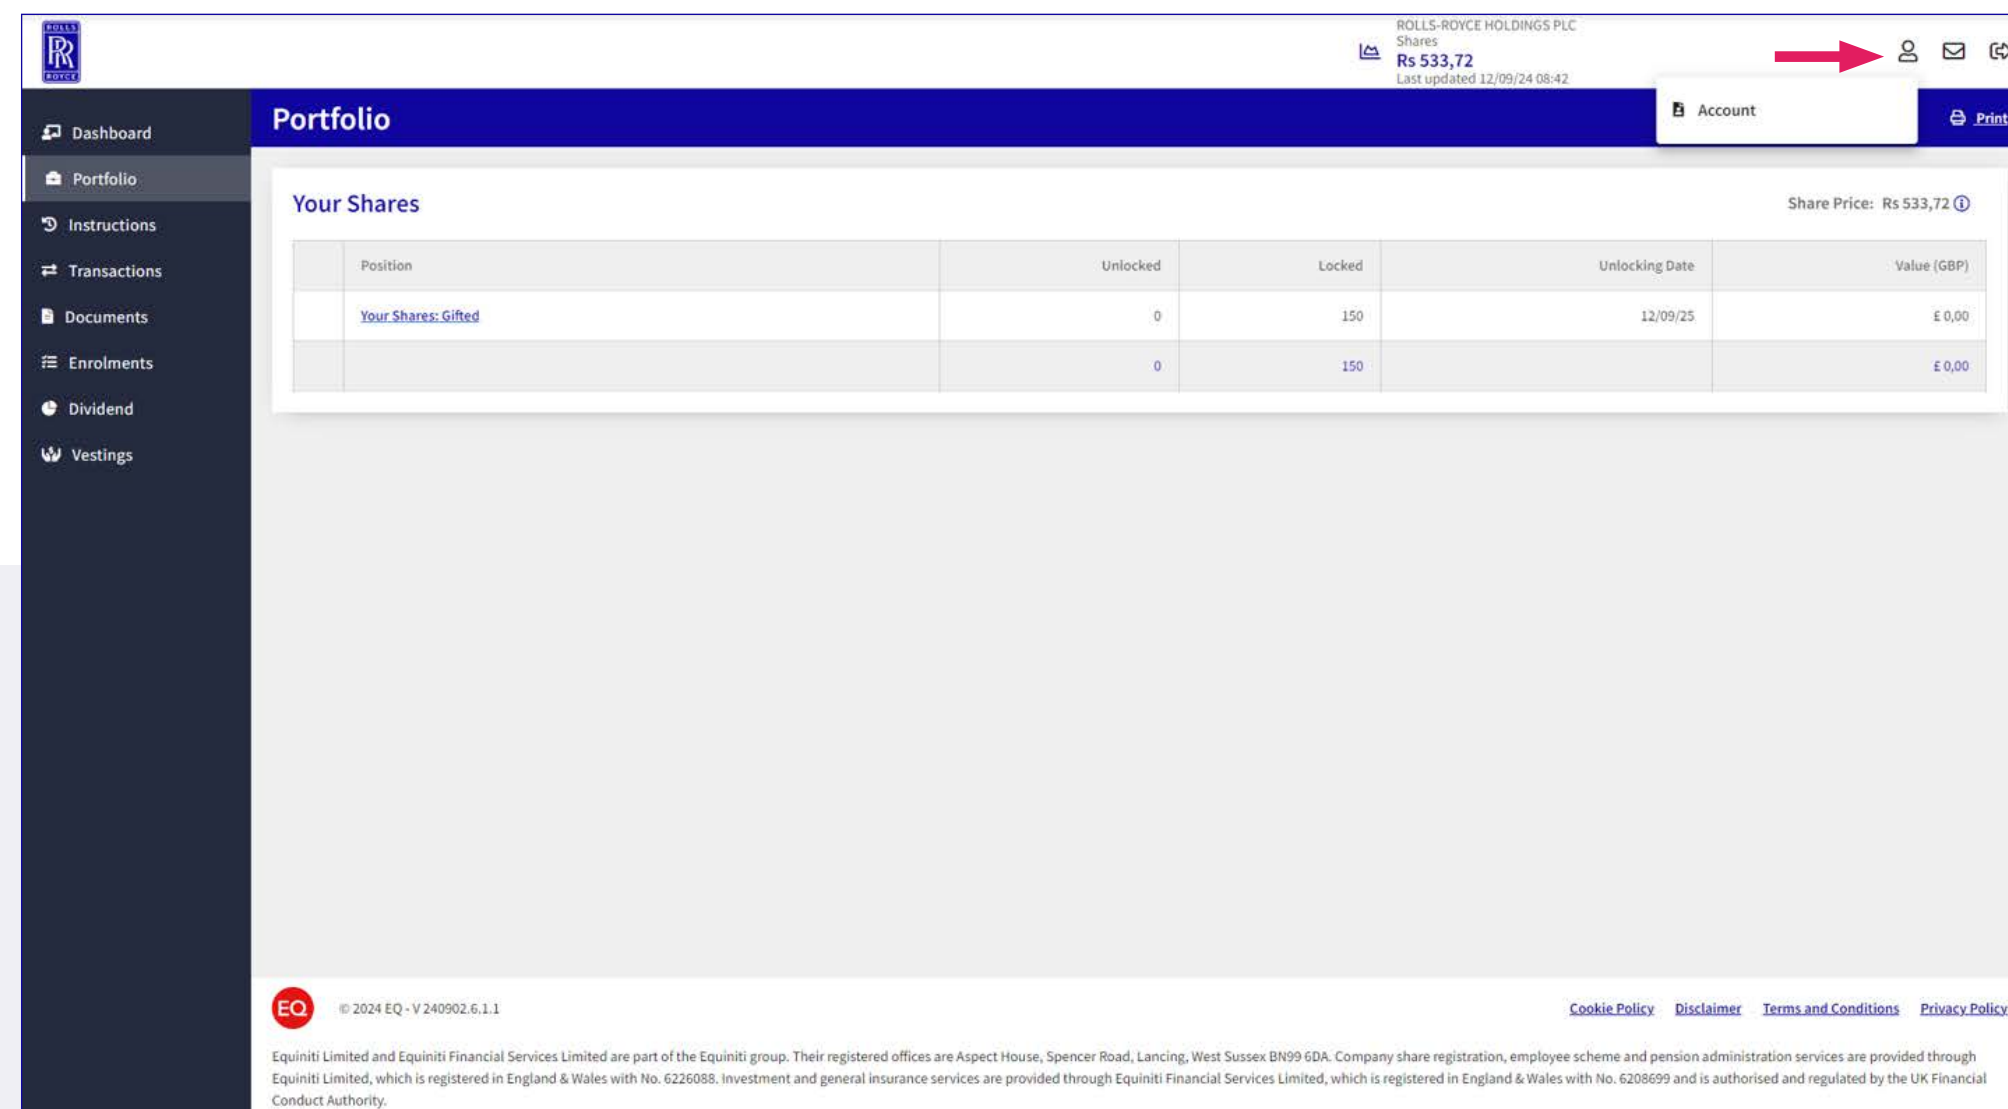 ROLLS
RR
ROYCE
ROLLS-ROYCE HOLDINGS PLC
Shares
Rs 533,72
Last updated 12/09/24 08:42
Account
Portfolio
Print
Dashboard
Portfolio
Instructions
Transactions
Documents
Enrolments
Dividend
Vestings
Your Shares
Share Price: Rs 533,72
Position Unlocked Locked Unlocking Date Value (GBP)
Your Shares: Gifted 0 150 12/09/25 £ 0,00
0 150 £ 0,00
EQ © 2024 EQ - V 240902.6.1.1
Cookie Policy Disclaimer Terms and Conditions Privacy Policy
Equiniti Limited and Equiniti Financial Services Limited are part of the Equiniti group. Their registered offices are Aspect House, Spencer Road, Lancing, West Sussex BN99 6DA. Company share registration, employee scheme and pension administration services are provided through
Equiniti Limited, which is registered in England & Wales with No. 6226088. Investment and general insurance services are provided through Equiniti Financial Services Limited, which is registered in England & Wales with No. 6208699 and is authorised and regulated by the UK Financial
Conduct Authority.